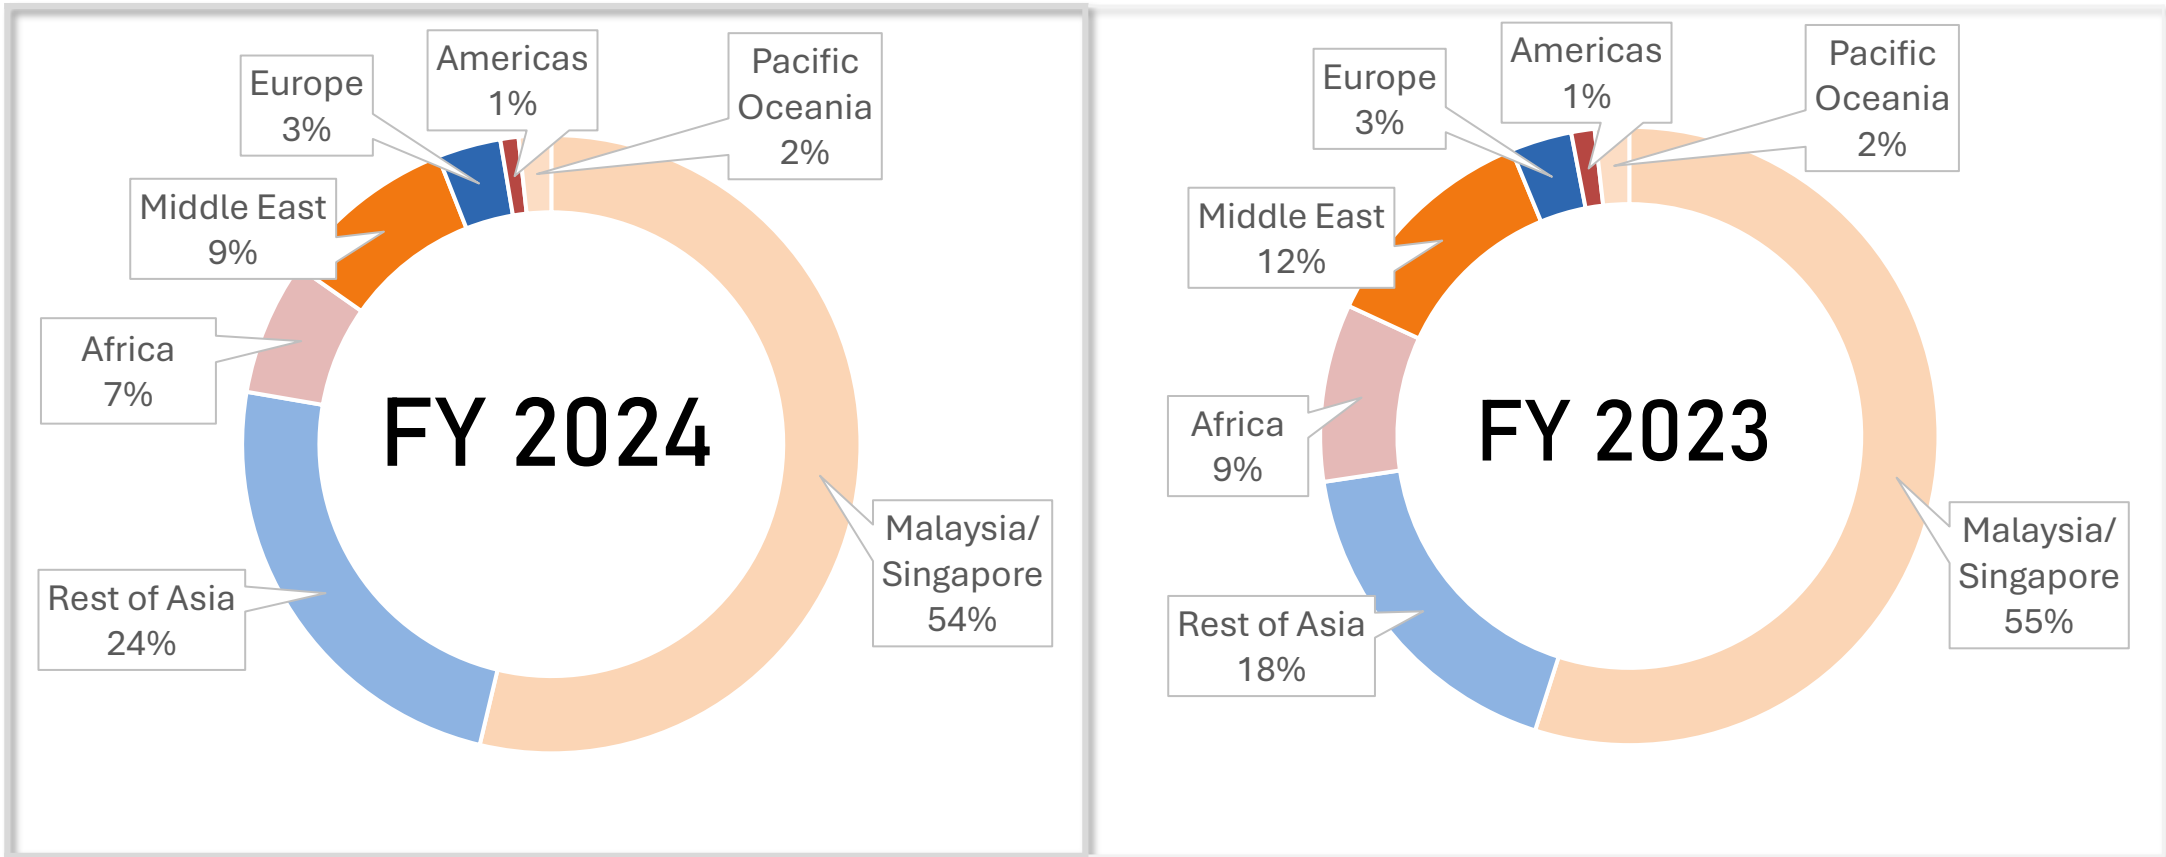 Americas
1%
Pacific
Oceania
2%
Europe
3%
Middle East
9%
Africa
7%
FY 2024
Malaysia/
Singapore
54%
Rest of Asia
24%
Americas
1%
Pacific
Oceania
2%
Europe
3%
Middle East
12%
Africa
9%
FY 2023
Malaysia/
Singapore
55%
Rest of Asia
18%